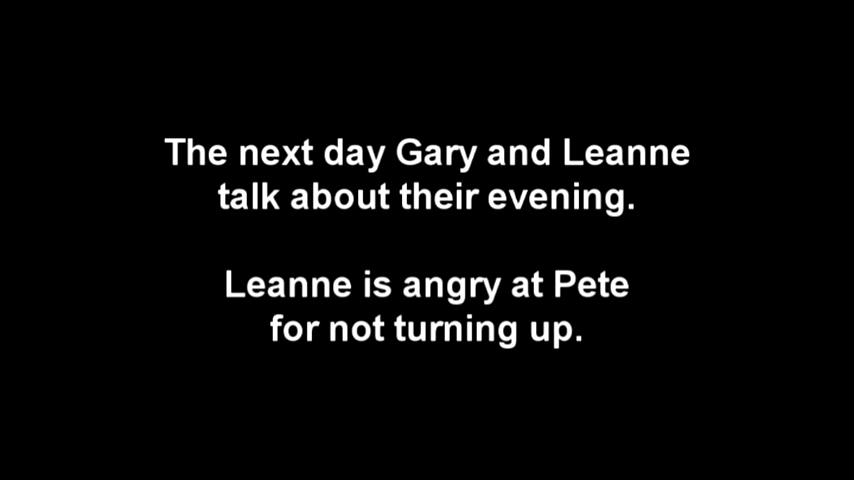 The next day Gary and Leanne
talk about their evening.
Leanne is angry at Pete
for not turning up.